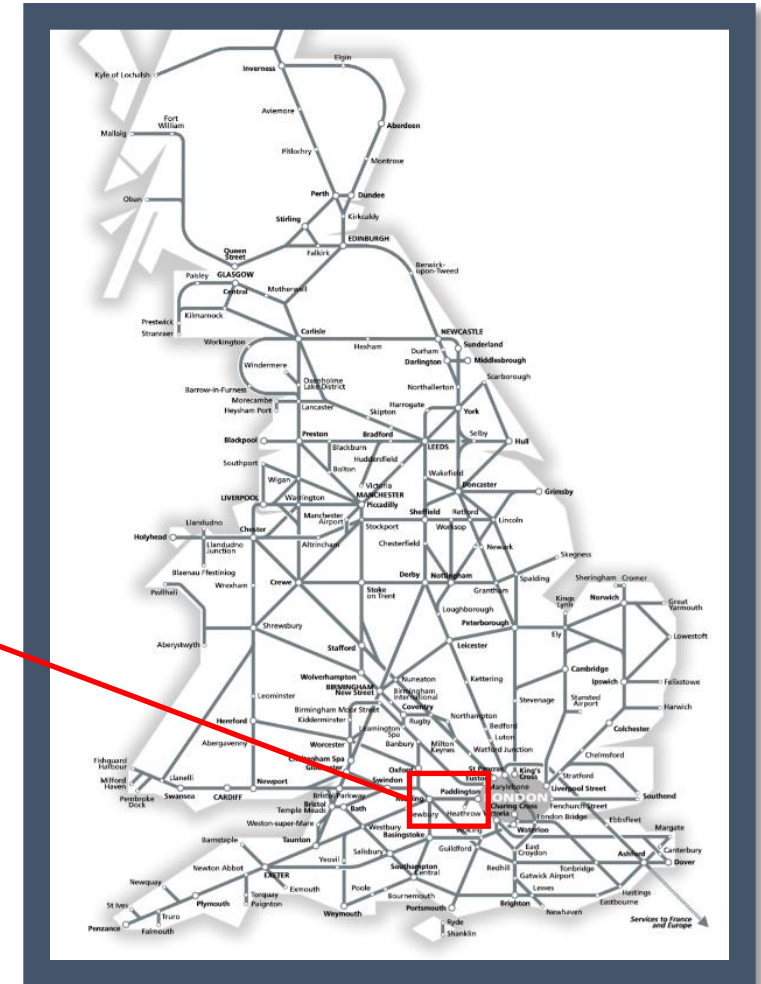 Elgin
Inverness
Kyle of Lochalsh
Aviemore
Fort
William
Mallaig
Aberdeen
Pitlochry
Montrose
Perth
Dundee
Oban
Stirling
Kirkcaldy
EDINBURGH
Falkirk
Queen
Street
GLASGOW
Central
Paisley
Motherwell
Berwick-
upon-Tweed
Prestwick
Stranraer
Kilmarnock
Carlisle
NEWCASTLE
Workington
Hexham
Durham
Sunderland
Darlington
Middlesbrough
Windermere
Scarborough
Oxenholme
Lake District
Northallerton
Barrow-in-Furness
Morecambe
Heysham Port
Lancaster
Harrogate
Skipton
York
Blackpool
Preston
Bradford
Selby
Blackburn
LEEDS
Hull
Southport
Bolton
Huddersfield
Wakefield
Wigan
Victoria
MANCHESTER
Piccadilly
Doncaster
Grimsby
LIVERPOOL
Warrington
Manchester
Airport
Sheffield
Retford
Lincoln
Llandudno
Chester
Stockport
Worksop
Holyhead
Llandudno
Junction
Altrincham
Chesterfield
Newark
Skegness
Blaenau Ffestiniog
Pwllheli
Wrexham
Crewe
Stoke
on Trent
Derby
Nottingham
Grantham
Spalding
Sheringham
Cromer
Kings
Lynn
Norwich
Great
Yarmouth
Loughborough
Peterborough
Shrewsbury
Aberystwyth
Stafford
Leicester
Ely
Lowestoft
Wolverhampton
BIRMINGHAM
New Street
Nuneaton
Birmingham
International
Kettering
Cambridge
Ipswich
Felixstowe
Leominster
Birmingham Moor Street
Kidderminster
Coventry
Rugby
Northampton
Stevenage
Stansted
Airport
Harwich
Hereford
Leamington
Spa
Bedford
Colchester
Abergavenny
Worcester
Banbury
Milton
Keynes
Luton
Watford Junction
Chelmsford
Fishguard
Harbour
Cheltenham Spa
Gloucester
Oxford
St Pancras
King's
Cross
Euston
Stratford
Milford
Haven
Llanelli
Newport
Swindon
Marylebone
Liverpool Street
Pembroke
Dock
Swansea
CARDIFF
Bristol Parkway
Bristol
Temple Meads
Bath
Reading
Paddington
LONDON
Fenchurch Street
Southend
Weston-super-Mare
Newbury
Heathrow
Victoria
Charing Cross
London Bridge
Ebbsfleet
Westbury
Basingstoke
Woking
Waterloo
Margate
Barnstaple
Taunton
Salisbury
Guildford
East
Croydon
Canterbury
Newton Abbot
Yeovil
Southampton
Central
Redhill
Tonbridge
Ashford
Dover
EXETER
Gatwick Airport
Newquay
Exmouth
Poole
Lewes
Hastings
St Ives
Plymouth
Torquay
Paignton
Bournemouth
Portsmouth
Brighton
Eastbourne
Newhaven
Truro
Weymouth
Penzance
Falmouth
Ryde
Shanklin
Services to France
and Europe